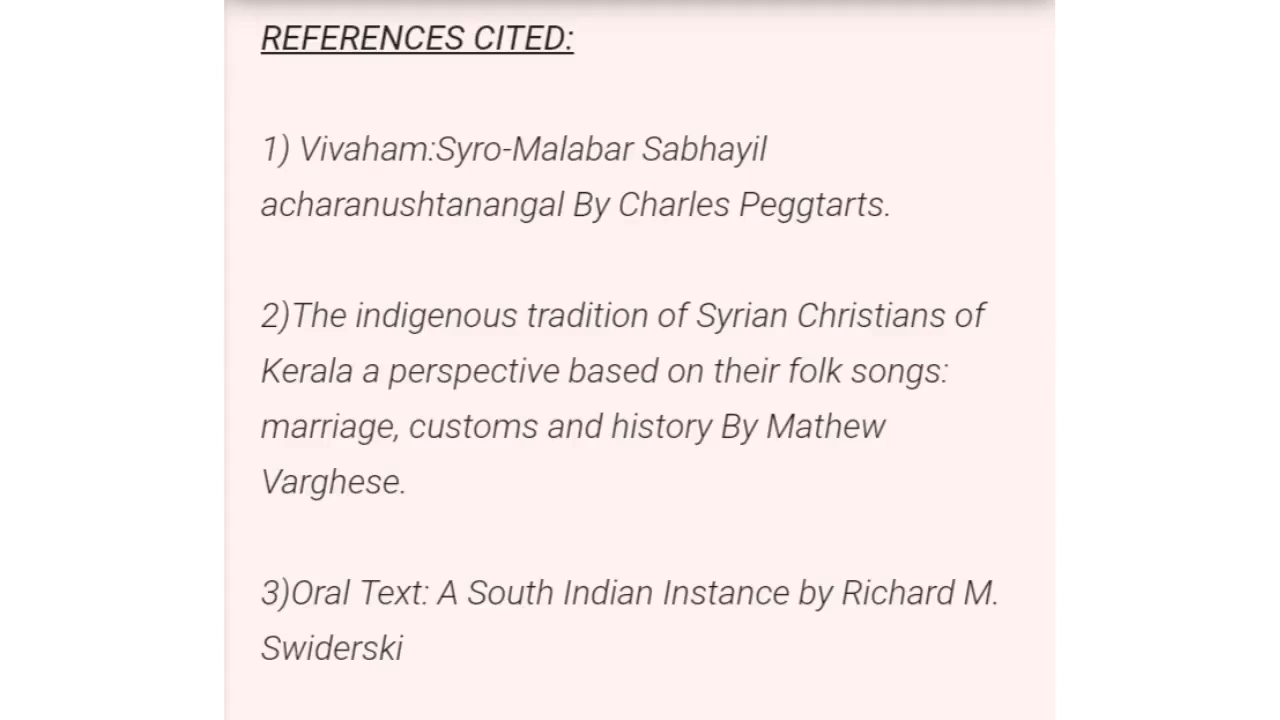 REFERENCES CITED:
1) Vivaham:Syro-Malabar Sabhayil
acharanushtanangal By Charles Peggtarts.
2)The indigenous tradition of Syrian Christians of
Kerala a perspective based on their folk songs:
marriage, customs and history By Mathew
Varghese.
3)Oral Text: A South Indian Instance by Richard M.
Swiderski